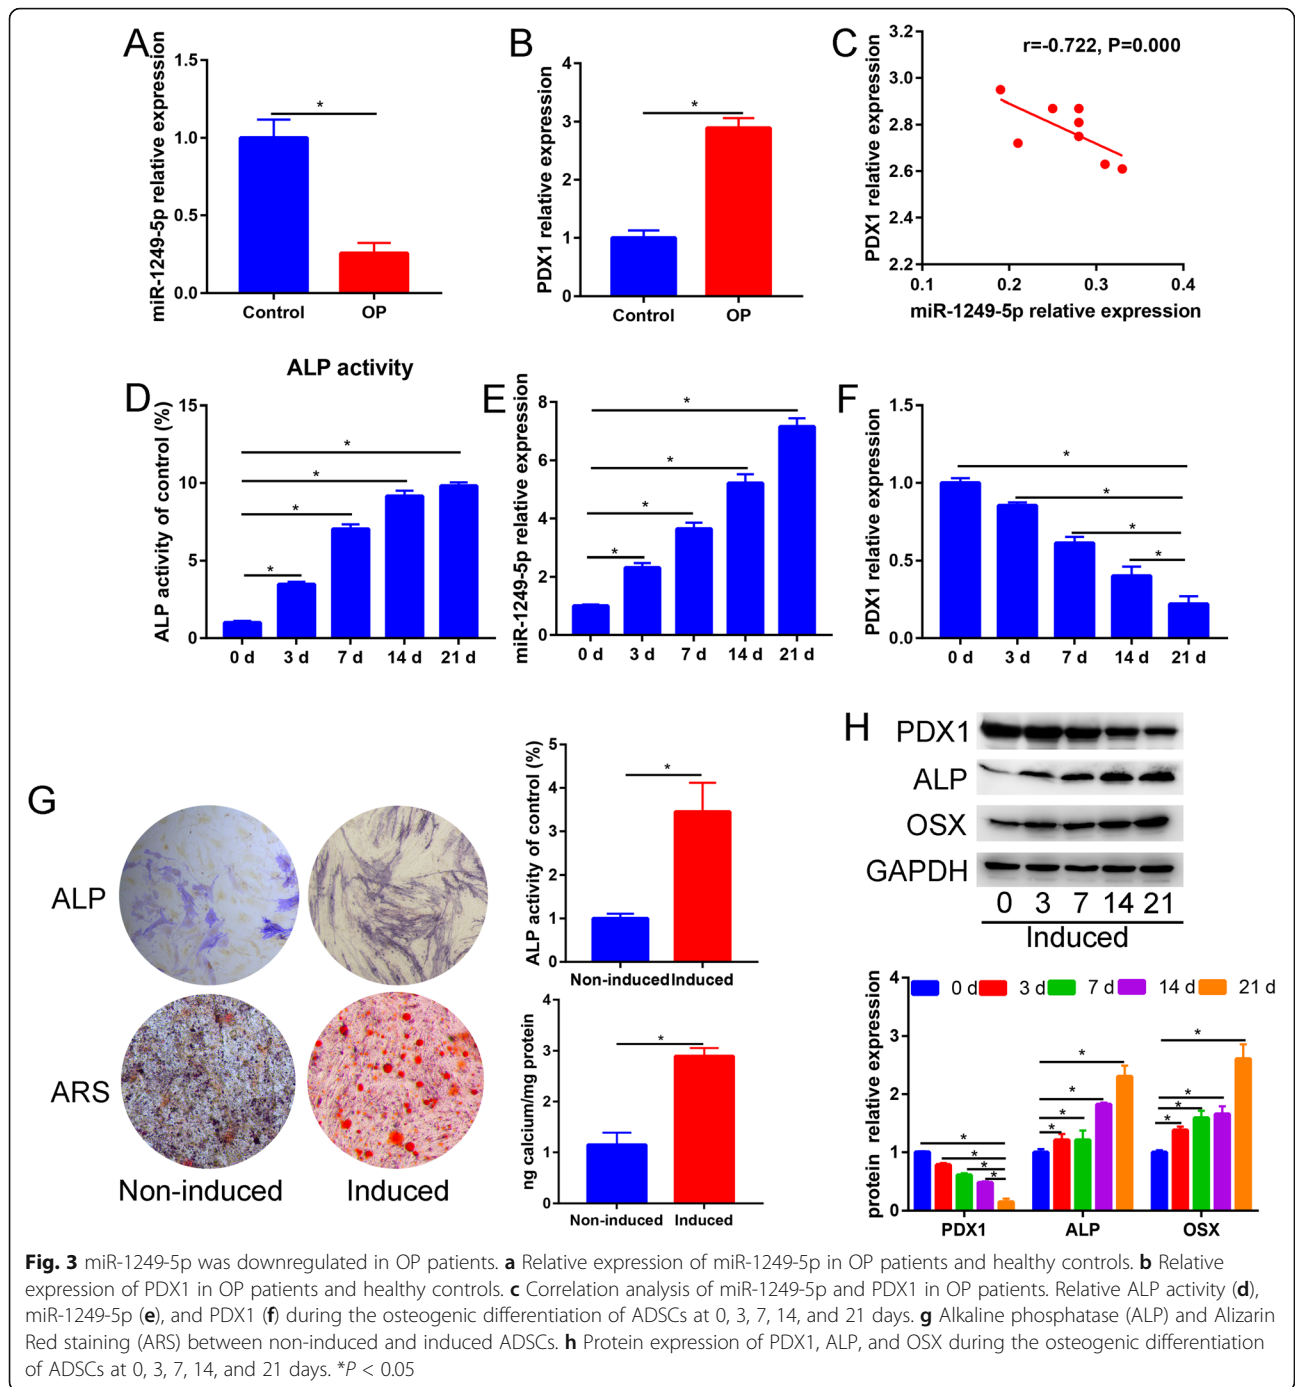 A
miR-1249-5p relative expression
1.5
1.0
0.5
0.0
*
Control OP
B
PDX1 relative expression
4
3
2
1
0
*
Control OP
C
PDX1 relative expression
3.2
3.0
2.8
2.6
2.4
2.2
r=-0.722, P=0.000
0.1 0.2 0.3 0.4
miR-1249-5p relative expression
D
ALP activity
ALP activity of control (%)
15
10
5
0
*
*
*
*
0 d 3 d 7 d 14 d 21 d
E
miR-1249-5p relative expression
8
6
4
2
0
*
*
*
*
0 d 3 d 7 d 14 d 21 d
F
PDX1 relative expression
1.5
1.0
0.5
0.0
*
*
*
*
0 d 3 d 7 d 14 d 21 d
G
ALP
ARS
Non-induced Induced
ALP activity of control (%)
5
4
3
2
1
0
*
Non-induced Induced
ng calcium/mg protein
4
3
2
1
0
*
Non-induced Induced
H
PDX1
ALP
OSX
GAPDH
0 3 7 14 21
Induced
protein relative expression
4
3
2
1
0
0 d 3 d 7 d 14 d 21 d
*
*
*
*
*
*
*
*
*
*
*
*
PDX1 ALP OSX
Fig. 3 miR-1249-5p was downregulated in OP patients. a Relative expression of miR-1249-5p in OP patients and healthy controls. b Relative
expression of PDX1 in OP patients and healthy controls. c Correlation analysis of miR-1249-5p and PDX1 in OP patients. Relative ALP activity (d),
miR-1249-5p (e), and PDX1 (f) during the osteogenic differentiation of ADSCs at 0, 3, 7, 14, and 21 days. g Alkaline phosphatase (ALP) and Alizarin
Red staining (ARS) between non-induced and induced ADSCs. h Protein expression of PDX1, ALP, and OSX during the osteogenic differentiation
of ADSCs at 0, 3, 7, 14, and 21 days. *P < 0.05